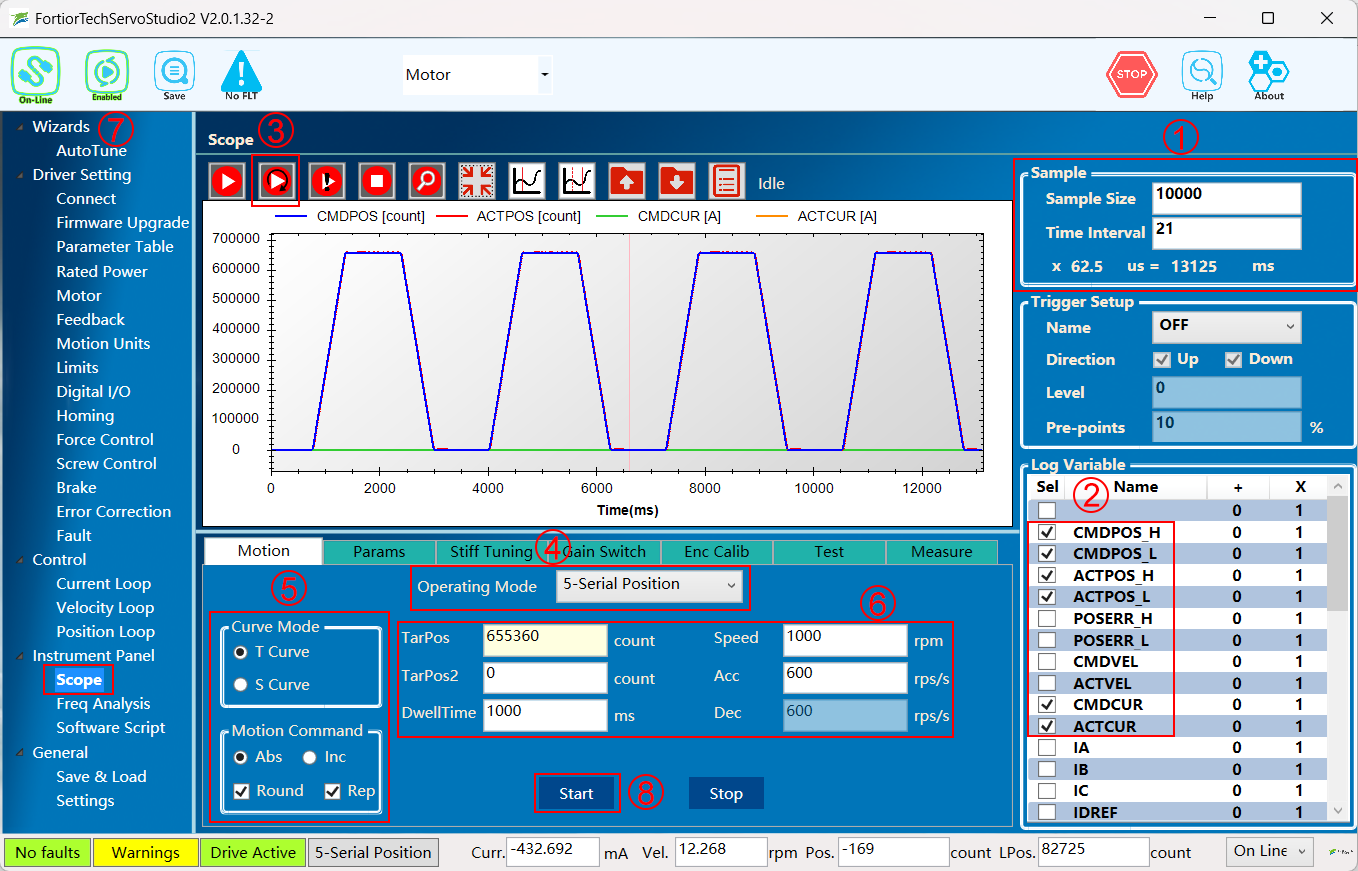 FortiorTechServoStudio2 V2.0.1.32-2
On-Line
Enabled
Save
No FLT
Motor
STOP
Help
About
Wizards
⑦
AutoTune
Driver Setting
Connect
Firmware Upgrade
Parameter Table
Rated Power
Motor
Feedback
Motion Units
Limits
Digital I/O
Homing
Force Control
Screw Control
Brake
Error Correction
Fault
Control
Current Loop
Velocity Loop
Position Loop
Instrument Panel
Scope
Freq Analysis
Software Script
General
Save & Load
Settings
Scope
③
Idle
CMDPOS [count] ACTPOS [count] CMDCUR [A] ACTCUR [A]
700000
600000
500000
400000
300000
200000
100000
0
0 2000 4000 6000 8000 10000 12000
Time(ms)
①
Sample
Sample Size 10000
Time Interval 21
x 62.5 us = 13125 ms
Trigger Setup
Name OFF
Direction Up Down
Level 0
Pre-points 10 %
Log Variable
Sel ② Name + X
0 1
CMDPOS_H 0 1
CMDPOS_L 0 1
ACTPOS_H 0 1
ACTPOS_L 0 1
POSERR_H 0 1
POSERR_L 0 1
CMDVEL 0 1
ACTVEL 0 1
CMDCUR 0 1
ACTCUR 0 1
IA 0 1
IB 0 1
IC 0 1
IDREF 0 1
Motion Params Stiff Tuning ④ Gain Switch Enc Calib Test Measure
Operating Mode 5-Serial Position
⑤
Curve Mode
T Curve
S Curve
Motion Command
Abs Inc
Round Rep
⑥
TarPos 655360 count Speed 1000 rpm
TarPos2 0 count Acc 600 rps/s
DwellTime 1000 ms Dec 600 rps/s
Start ⑧ Stop
No faults Warnings Drive Active 5-Serial Position Curr. -432.692 mA Vel. 12.268 rpm Pos. -169 count LPos. 82725 count On Line